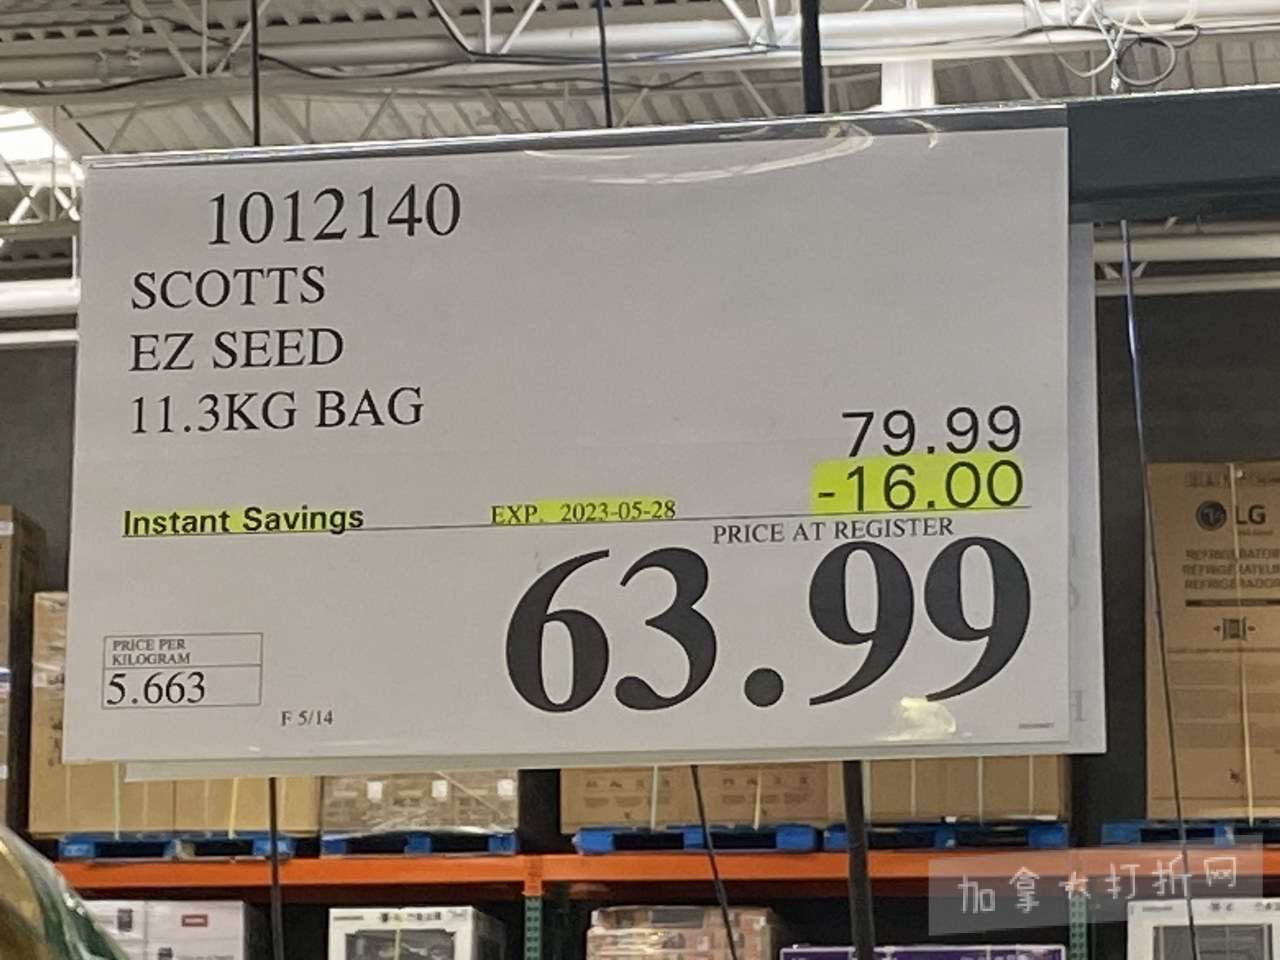 1012140
SCOTTS
EZ SEED
11.3KG BAG
79.99
-16.00
Instant Savings EXP. 2023-05-28
PRICE AT REGISTER
63.99
PRICE PER
KILOGRAM
5.663
F 5/14
LG
加拿大打折网